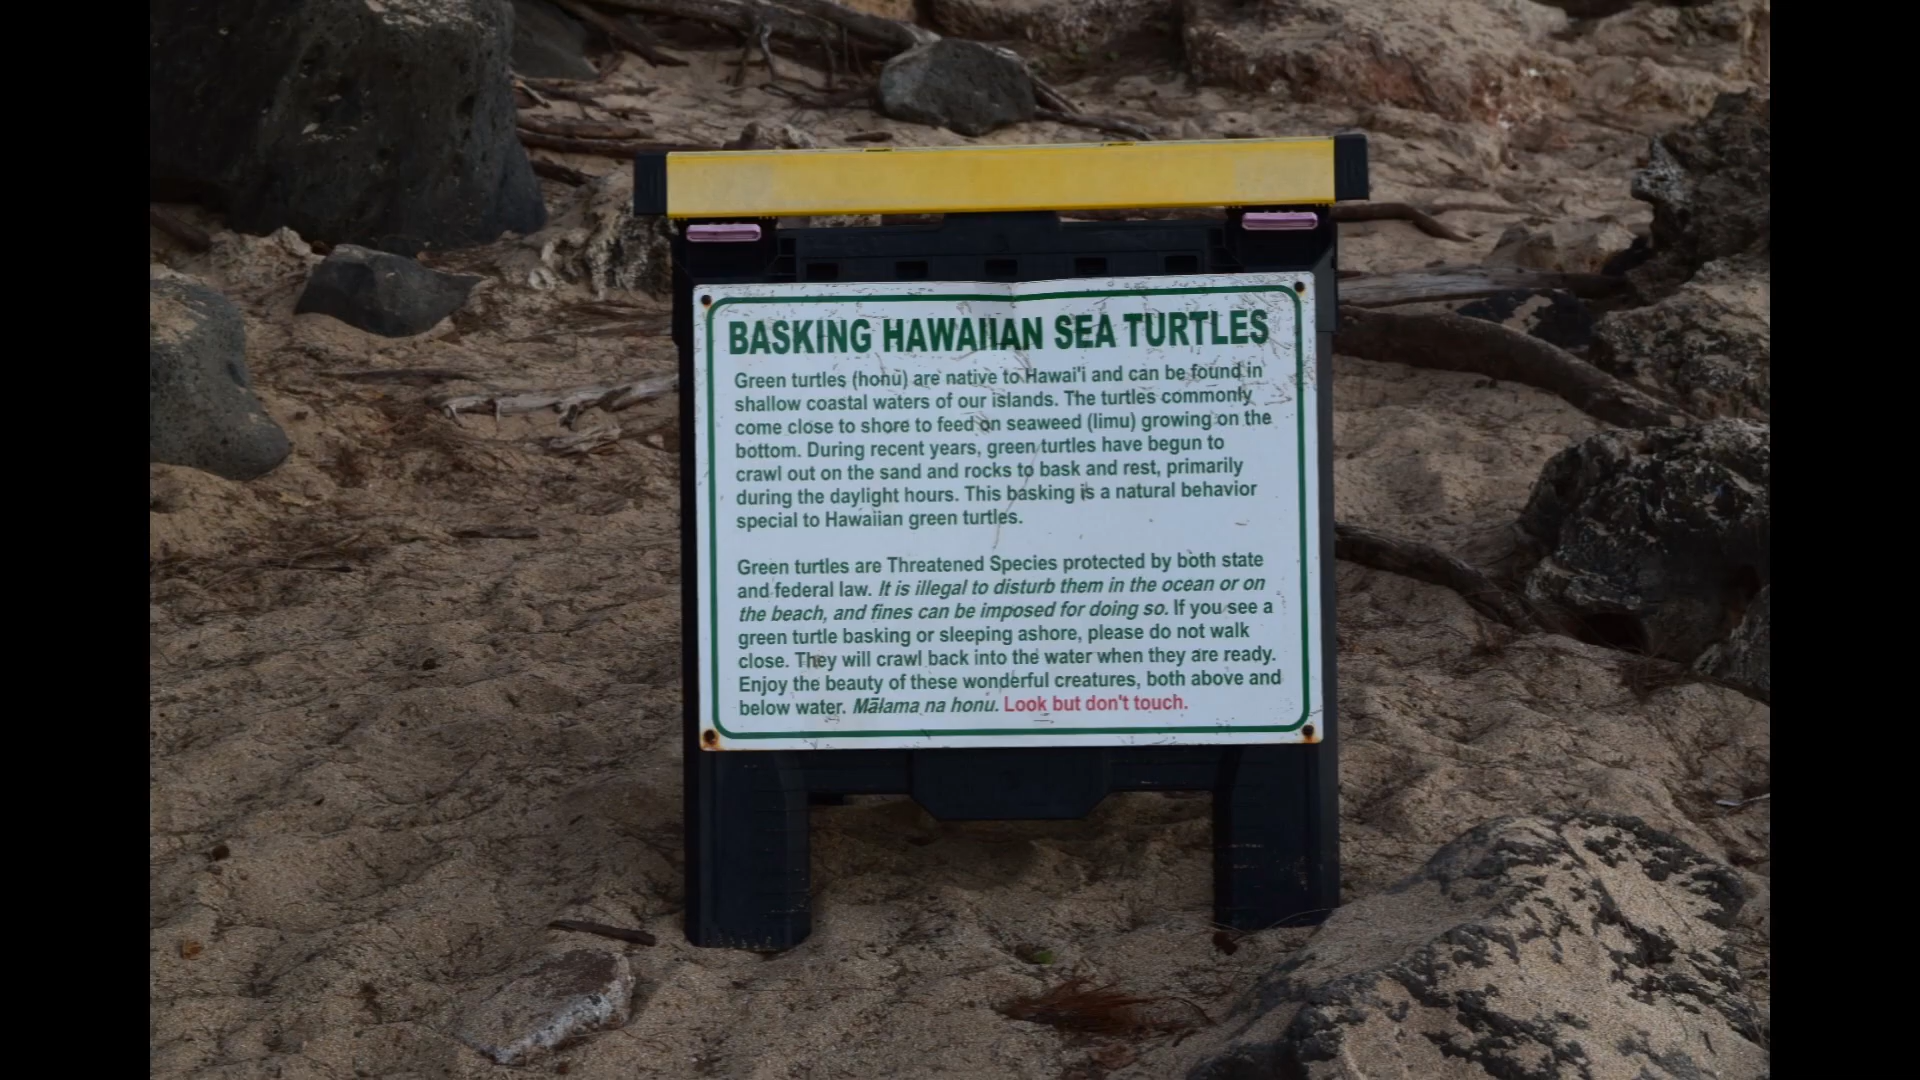 BASKING HAWAIIAN SEA TURTLES
Green turtles (honu) are native to Hawai'i and can be found in
shallow coastal waters of our islands. The turtles commonly
come close to shore to feed on seaweed (limu) growing on the
bottom. During recent years, green turtles have begun to
crawl out on the sand and rocks to bask and rest, primarily
during the daylight hours. This basking is a natural behavior
special to Hawaiian green turtles.
Green turtles are Threatened Species protected by both state
and federal law. It is illegal to disturb them in the ocean or on
the beach, and fines can be imposed for doing so. If you see a
green turtle basking or sleeping ashore, please do not walk
close. They will crawl back into the water when they are ready.
Enjoy the beauty of these wonderful creatures, both above and
below water. Mālama na honu. Look but don't touch.